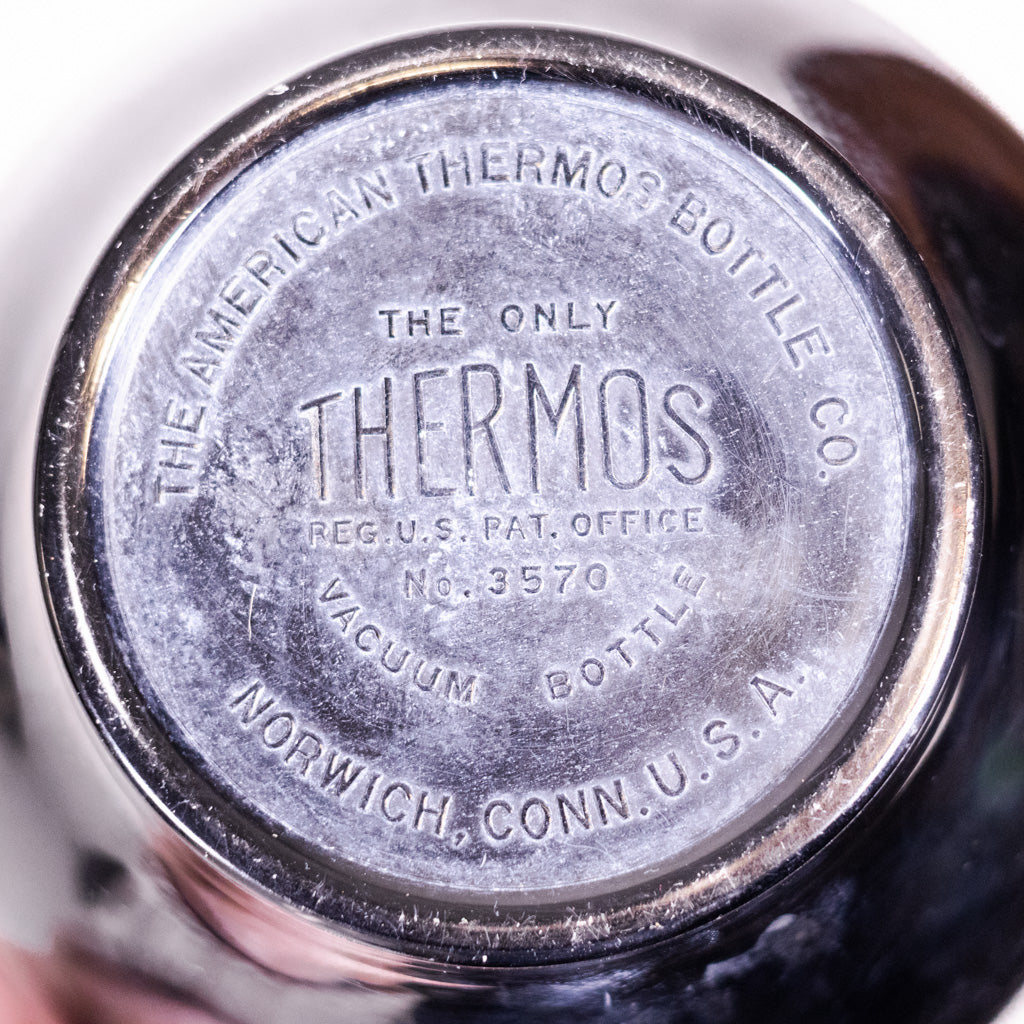 THE AMERICAN THERMOS BOTTLE CO.
THE ONLY
THERMOS
REG. U.S. PAT. OFFICE
No. 3570
VACUUM BOTTLE
NORWICH, CONN. U.S.A.